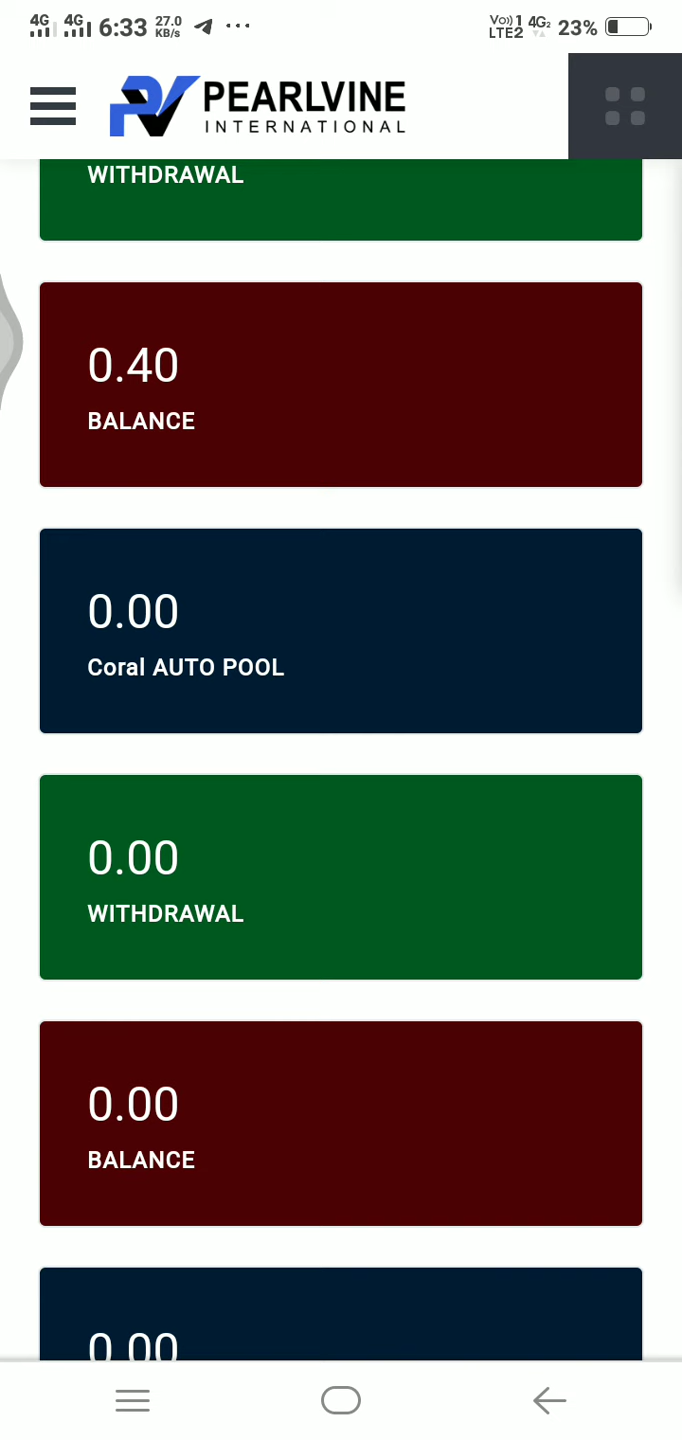 4G 4G 6:33 27.0 KB/s ... Vo)) 1 4G2 LTE2 23%
PEARLVINE
INTERNATIONAL
WITHDRAWAL
0.40
BALANCE
0.00
Coral AUTO POOL
0.00
WITHDRAWAL
0.00
BALANCE
0.00